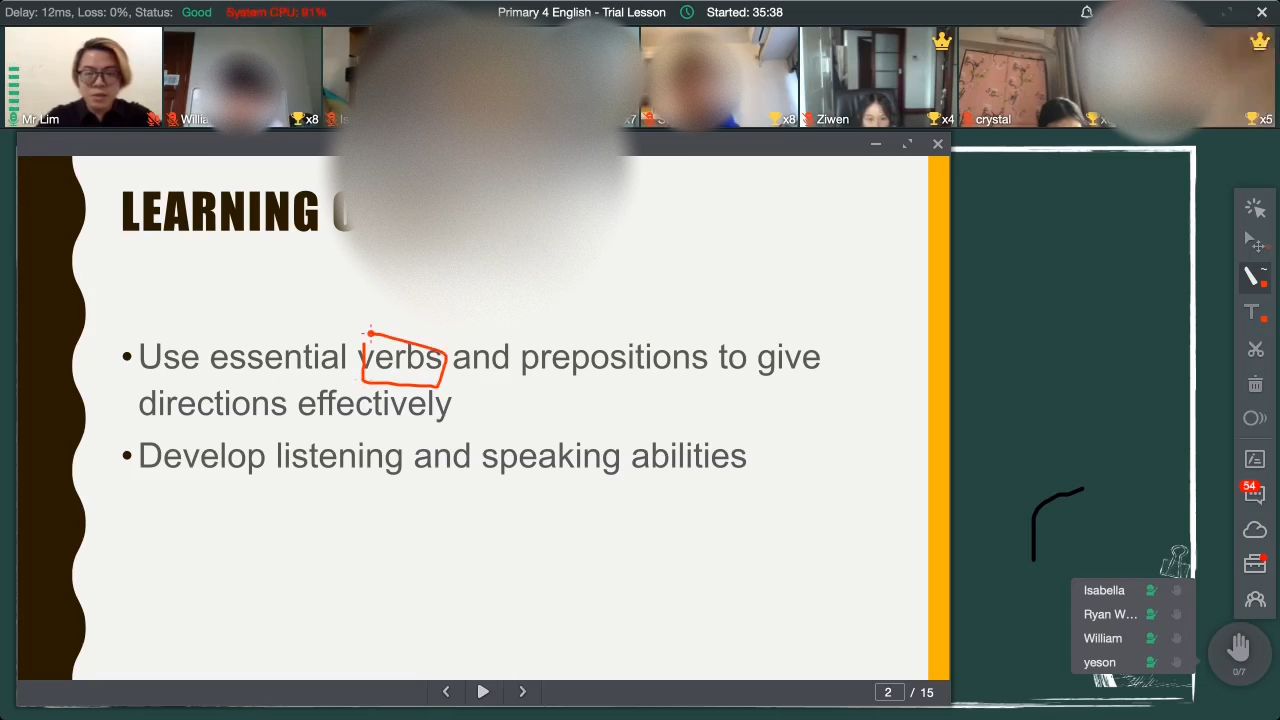 Delay: 12ms, Loss: 0%, Status: Good System CPU: 91%
Primary 4 English - Trial Lesson
Started: 35:38
Mr Lim
x8
x7
x8
Ziwen
x4
crystal
x5
LEARNING
• Use essential verbs and prepositions to give
directions effectively
• Develop listening and speaking abilities
54
Isabella
Ryan W...
William
yeson
0/7
2 / 15